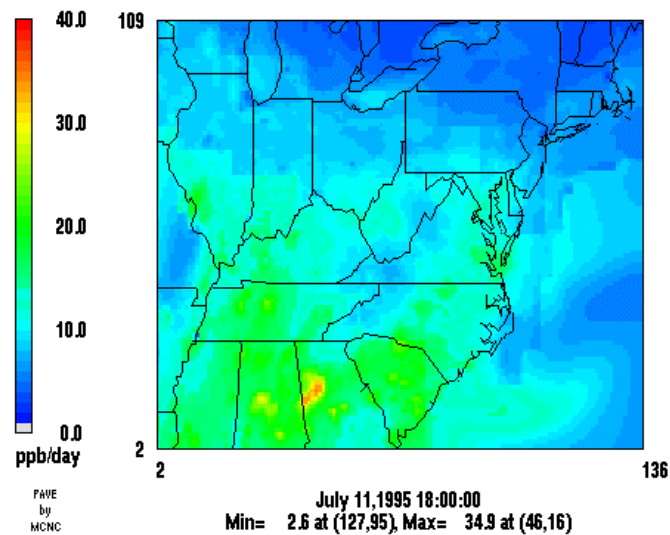 40.0
30.0
20.0
10.0
0.0
ppb/day
PAVE
by
MCNC
109
2
2
136
July 11,1995 18:00:00
Min= 2.6 at (127,95), Max= 34.9 at (46,16)